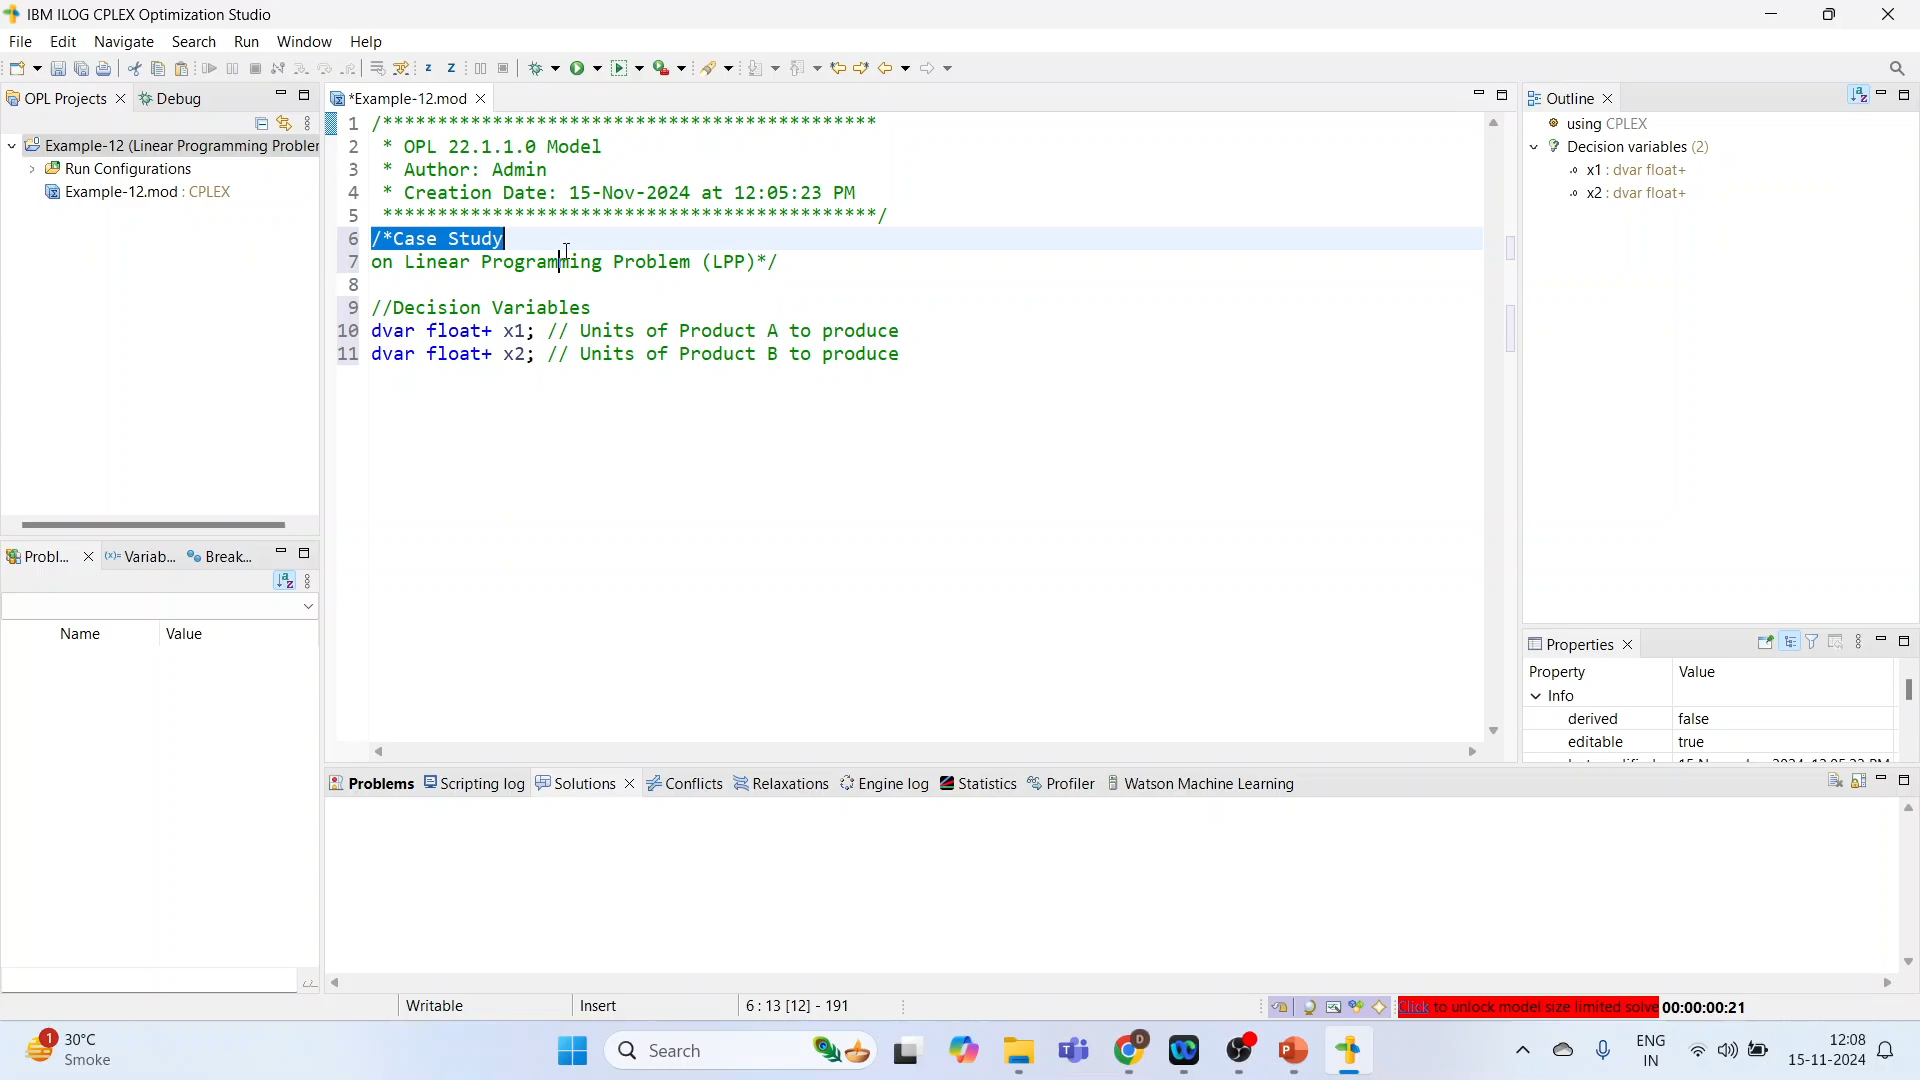 IBM ILOG CPLEX Optimization Studio
File Edit Navigate Search Run Window Help
OPL Projects
Debug
Example-12 (Linear Programming Probler
Run Configurations
Example-12.mod : CPLEX
*Example-12.mod
1 /*********************************************
2 * OPL 22.1.1.0 Model
3 * Author: Admin
4 * Creation Date: 15-Nov-2024 at 12:05:23 PM
5 *********************************************/
6 /*Case Study
7 on Linear Programming Problem (LPP)*/
8
9 //Decision Variables
10 dvar float+ x1; // Units of Product A to produce
11 dvar float+ x2; // Units of Product B to produce
Outline
using CPLEX
Decision variables (2)
x1 : dvar float+
x2 : dvar float+
Probl... (x)= Variab... Break...
Name Value
Properties
Property Value
Info
derived false
editable true
Problems Scripting log Solutions Conflicts Relaxations Engine log Statistics Profiler Watson Machine Learning
Writable Insert 6 : 13 [12] - 191
Click to unlock model size limited solve 00:00:00:21
1
30°C
Smoke
Search
D
ENG
IN
12:08
15-11-2024